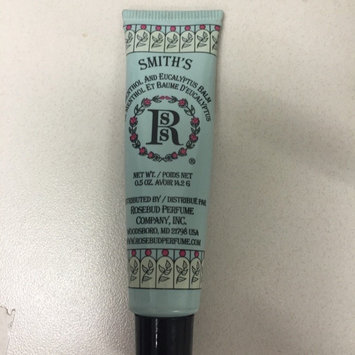 SMITH'S
MENTHOL AND EUCALYPTUS BALM
MENTHOL ET BAUME D'EUCALYPTUS
RSS
®
NET WT. / POIDS NET
0.5 OZ. AVOIR 14.2 G
DISTRIBUTED BY / DISTRIBUÉ PAR
ROSEBUD PERFUME
COMPANY, INC.
WOODSBORO, MD 21798 USA
WWW.ROSEBUDPERFUME.COM